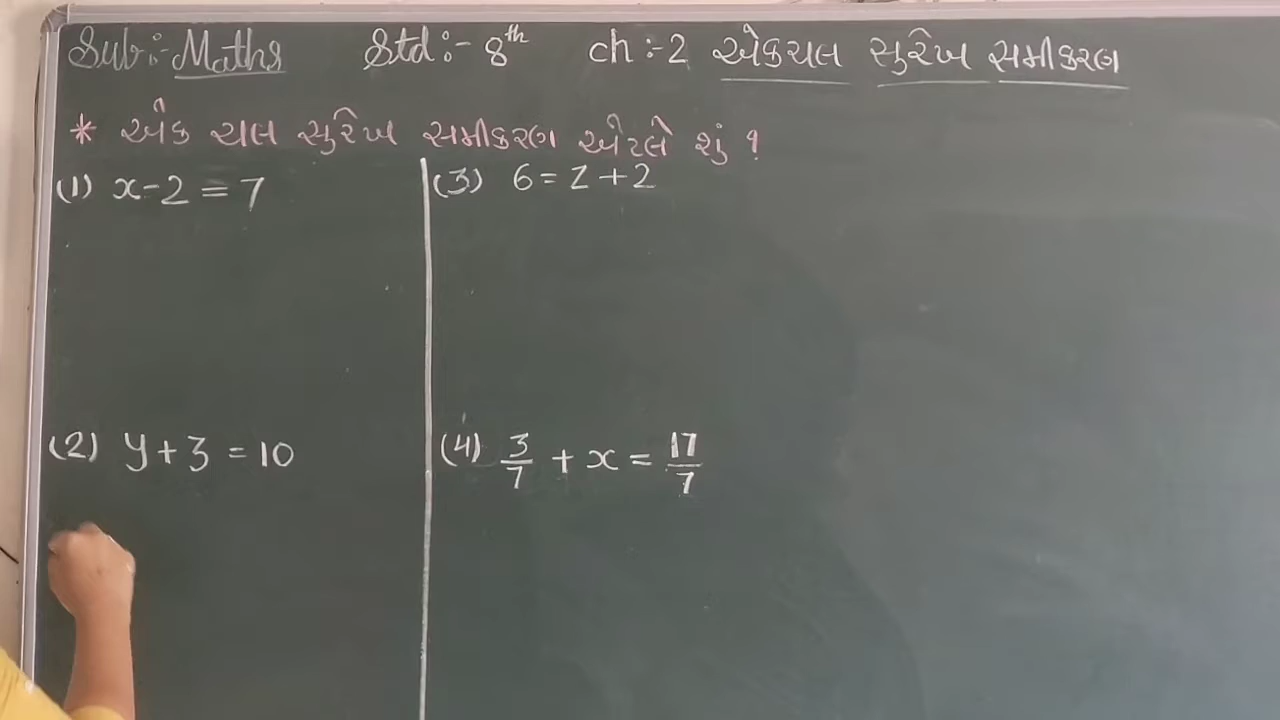 Sub:- Maths Std:- 8th ch:-2 એકચલ સુરેખ સમીકરણ
* એક ચલ સુરેખ સમીકરણ એટલે શું ?
(1) x-2=7
(2) y+3=10
(3) 6=z+2
(4) 3/7 + x = 17/7